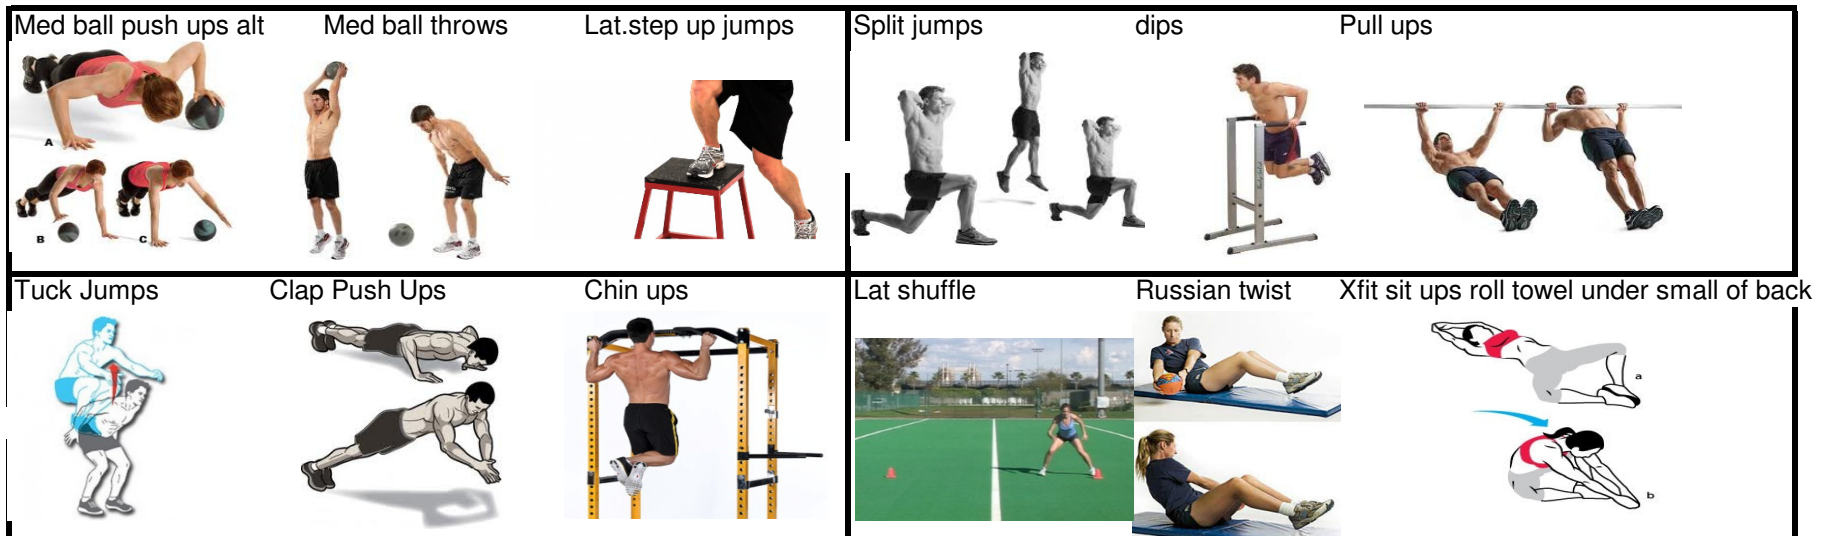 Med ball push ups alt Med ball throws Lat.step up jumps
Split jumps dips Pull ups
A
B C
Tuck Jumps Clap Push Ups Chin ups
Lat shuffle Russian twist Xfit sit ups roll towel under small of back
a
b